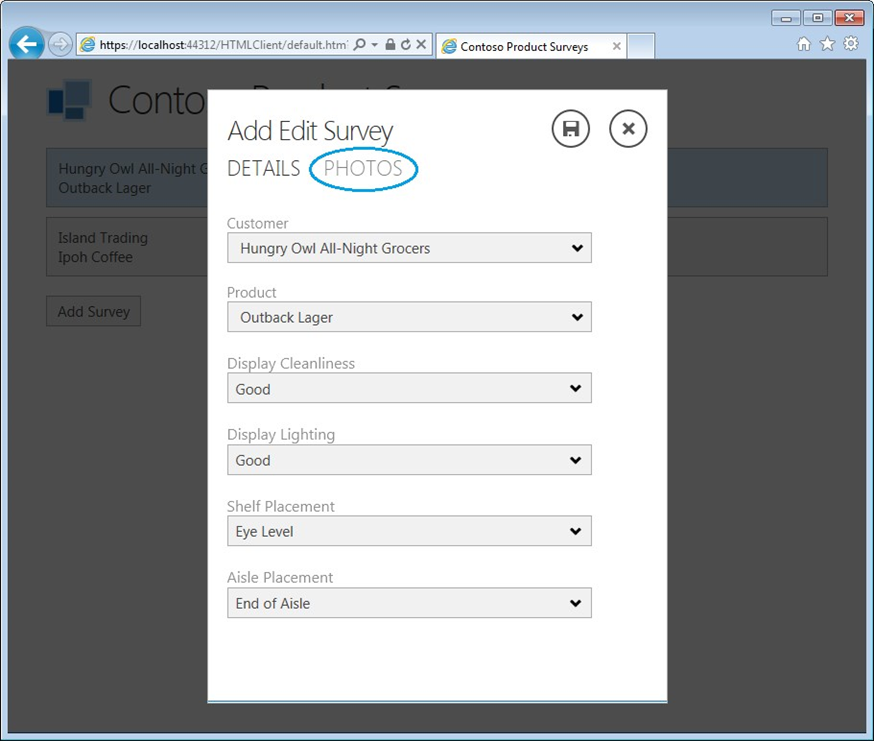 https://localhost:44312/HTMLClient/default.htm
Contoso Product Surveys
Conto
Add Edit Survey
DETAILS PHOTOS
Hungry Owl All-Night G
Outback Lager
Island Trading
Ipoh Coffee
Add Survey
Customer
Hungry Owl All-Night Grocers
Product
Outback Lager
Display Cleanliness
Good
Display Lighting
Good
Shelf Placement
Eye Level
Aisle Placement
End of Aisle